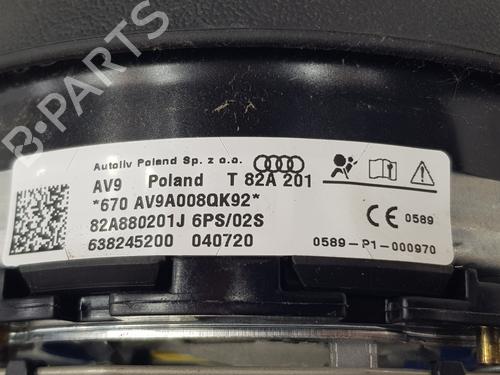 B-PARTS
Autoliv Poland Sp. z o.o.
AV9 Poland T 82A 201
*670 AV9A008QK92*
82A880201J 6PS/02S
638245200 040720
CE 0589
0589-P1-000970